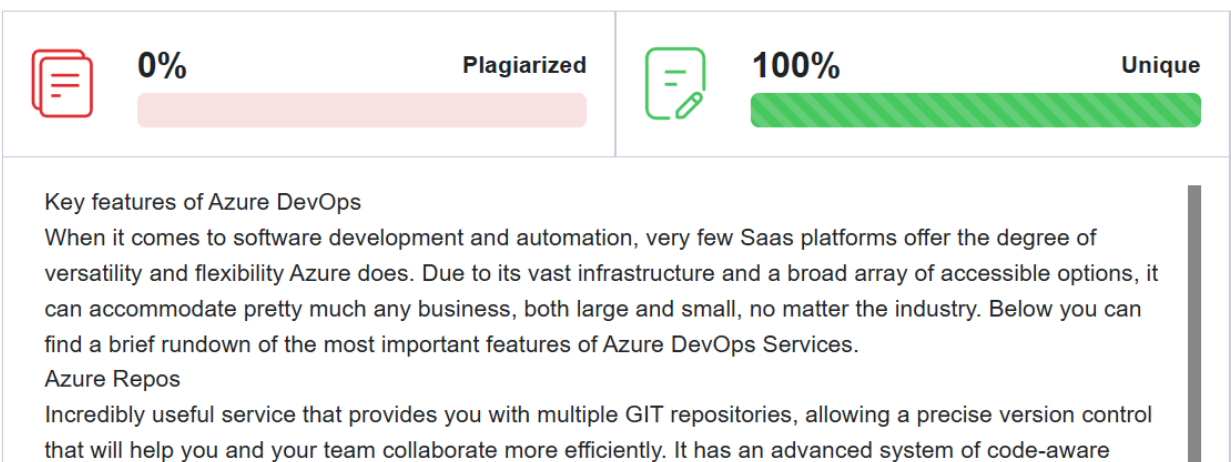 0% Plagiarized
100% Unique
Key features of Azure DevOps
When it comes to software development and automation, very few Saas platforms offer the degree of
versatility and flexibility Azure does. Due to its vast infrastructure and a broad array of accessible options, it
can accommodate pretty much any business, both large and small, no matter the industry. Below you can
find a brief rundown of the most important features of Azure DevOps Services.
Azure Repos
Incredibly useful service that provides you with multiple GIT repositories, allowing a precise version control
that will help you and your team collaborate more efficiently. It has an advanced system of code-aware